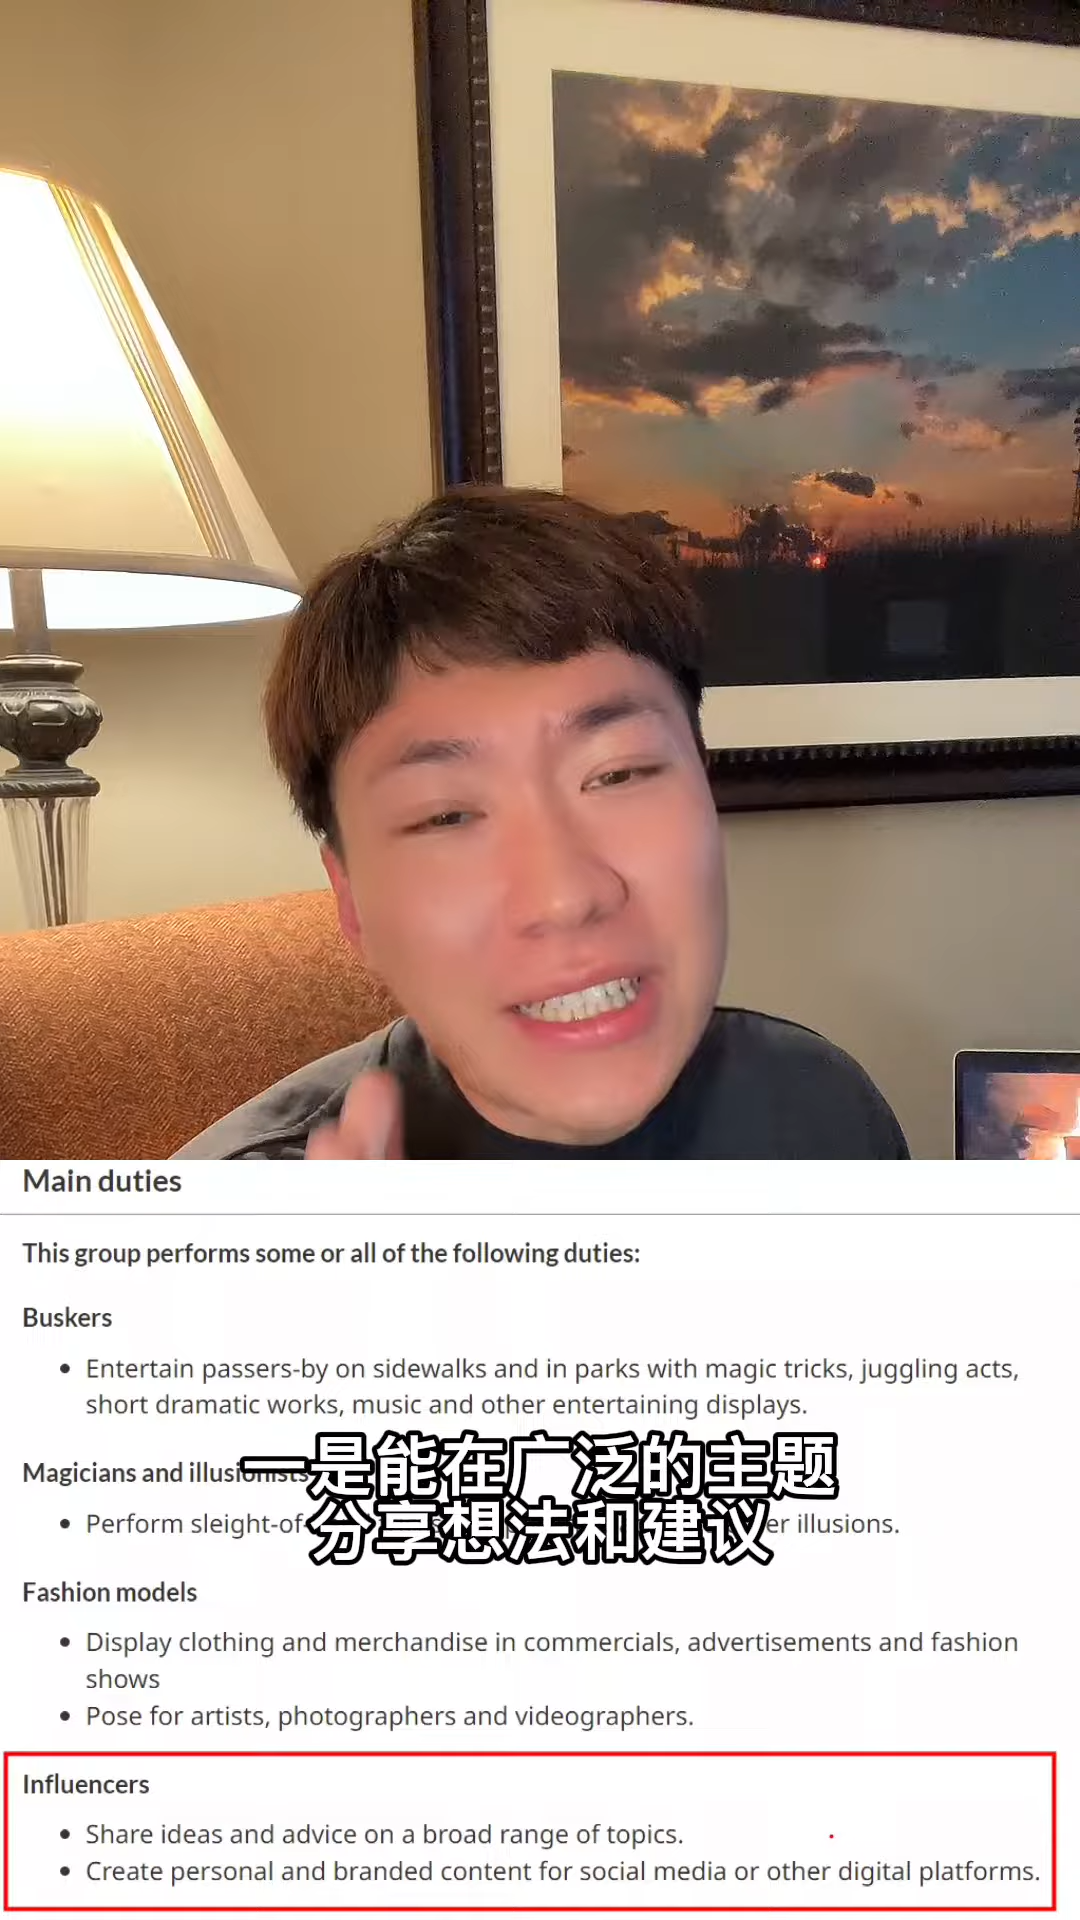 Main duties
This group performs some or all of the following duties:
Buskers
Entertain passers-by on sidewalks and in parks with magic tricks, juggling acts,
short dramatic works, music and other entertaining displays.
一是能在广泛的主题
Magicians and illusionists
分享想法和建议
Perform sleight-of- er illusions.
Fashion models
Display clothing and merchandise in commercials, advertisements and fashion
shows
Pose for artists, photographers and videographers.
Influencers
Share ideas and advice on a broad range of topics.
Create personal and branded content for social media or other digital platforms.